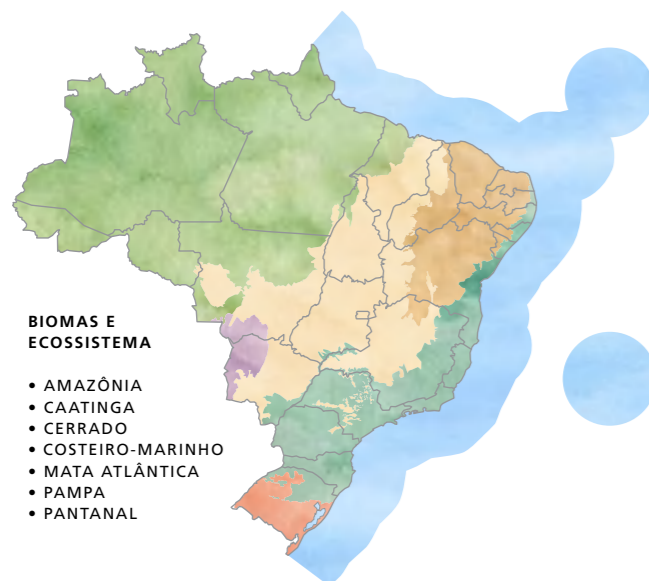 BIOMAS E
ECOSSISTEMA
• AMAZÔNIA
• CAATINGA
• CERRADO
• COSTEIRO-MARINHO
• MATA ATLÂNTICA
• PAMPA
• PANTANAL